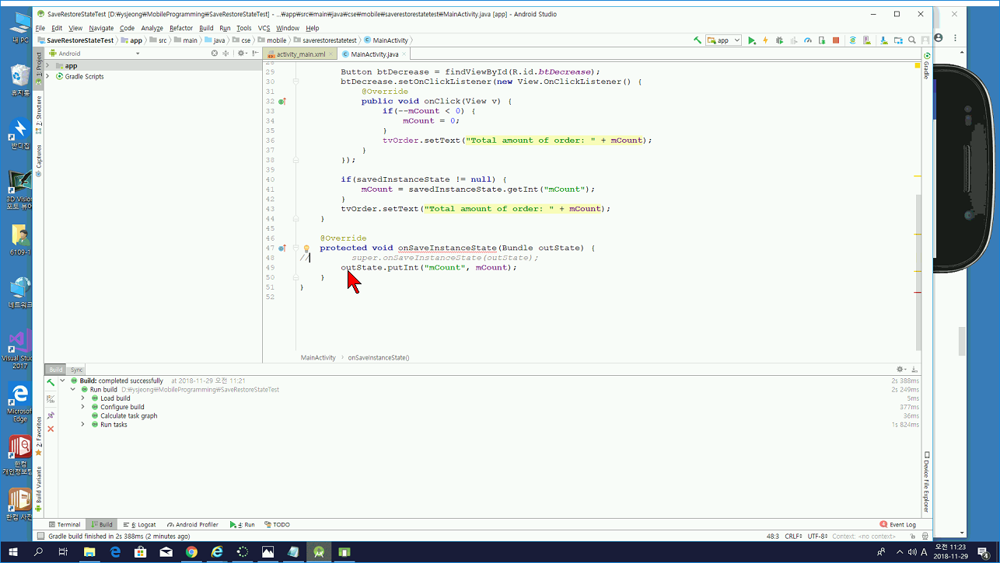 SaveRestoreStateTest [D:₩ysjeong₩MobileProgramming₩SaveRestoreStateTest] - ...₩app₩src₩main₩java₩cse₩mobile₩saverestorestatetest₩MainActivity.java [app] - Android Studio
File Edit View Navigate Code Analyze Refactor Build Run Tools VCS Window Help
SaveRestoreStateTest app src main java cse mobile saverestorestatetest MainActivity app
Android
activity_main.xml MainActivity.java
app
Gradle Scripts
1: Project
7: Structure
Captures
2: Favorites
Build Variants
Gradle
Device File Explorer
28
29 Button btDecrease = findViewById(R.id.btDecrease);
30 btDecrease.setOnClickListener(new View.OnClickListener() {
31 @Override
32 public void onClick(View v) {
33 if(--mCount < 0) {
34 mCount = 0;
35 }
36 tvOrder.setText("Total amount of order: " + mCount);
37 }
38 });
39
40 if(savedInstanceState != null) {
41 mCount = savedInstanceState.getInt("mCount");
42 }
43 tvOrder.setText("Total amount of order: " + mCount);
44 }
45
46 @Override
47 protected void onSaveInstanceState(Bundle outState) {
48 // super.onSaveInstanceState(outState);
49 outState.putInt("mCount", mCount);
50 }
51 }
52
MainActivity onSaveInstanceState()
Build Sync
Build: completed successfully at 2018-11-29 오전 11:21 2s 388ms
Run build D:₩ysjeong₩MobileProgramming₩SaveRestoreStateTest 2s 249ms
Load build 5ms
Configure build 377ms
Calculate task graph 36ms
Run tasks 1s 824ms
Terminal Build 6: Logcat Android Profiler 4: Run TODO Event Log
Gradle build finished in 2s 388ms (2 minutes ago) 48:3 CRLF UTF-8 Context: <no context>
내 PC
휴지통
반디집
3D Vision
포토 뷰어
6109-1
네트워크
Visual Stud
2017
Microsoft
Edge
한컴
한컴 사전
A
오전 11:23
2018-11-29
4